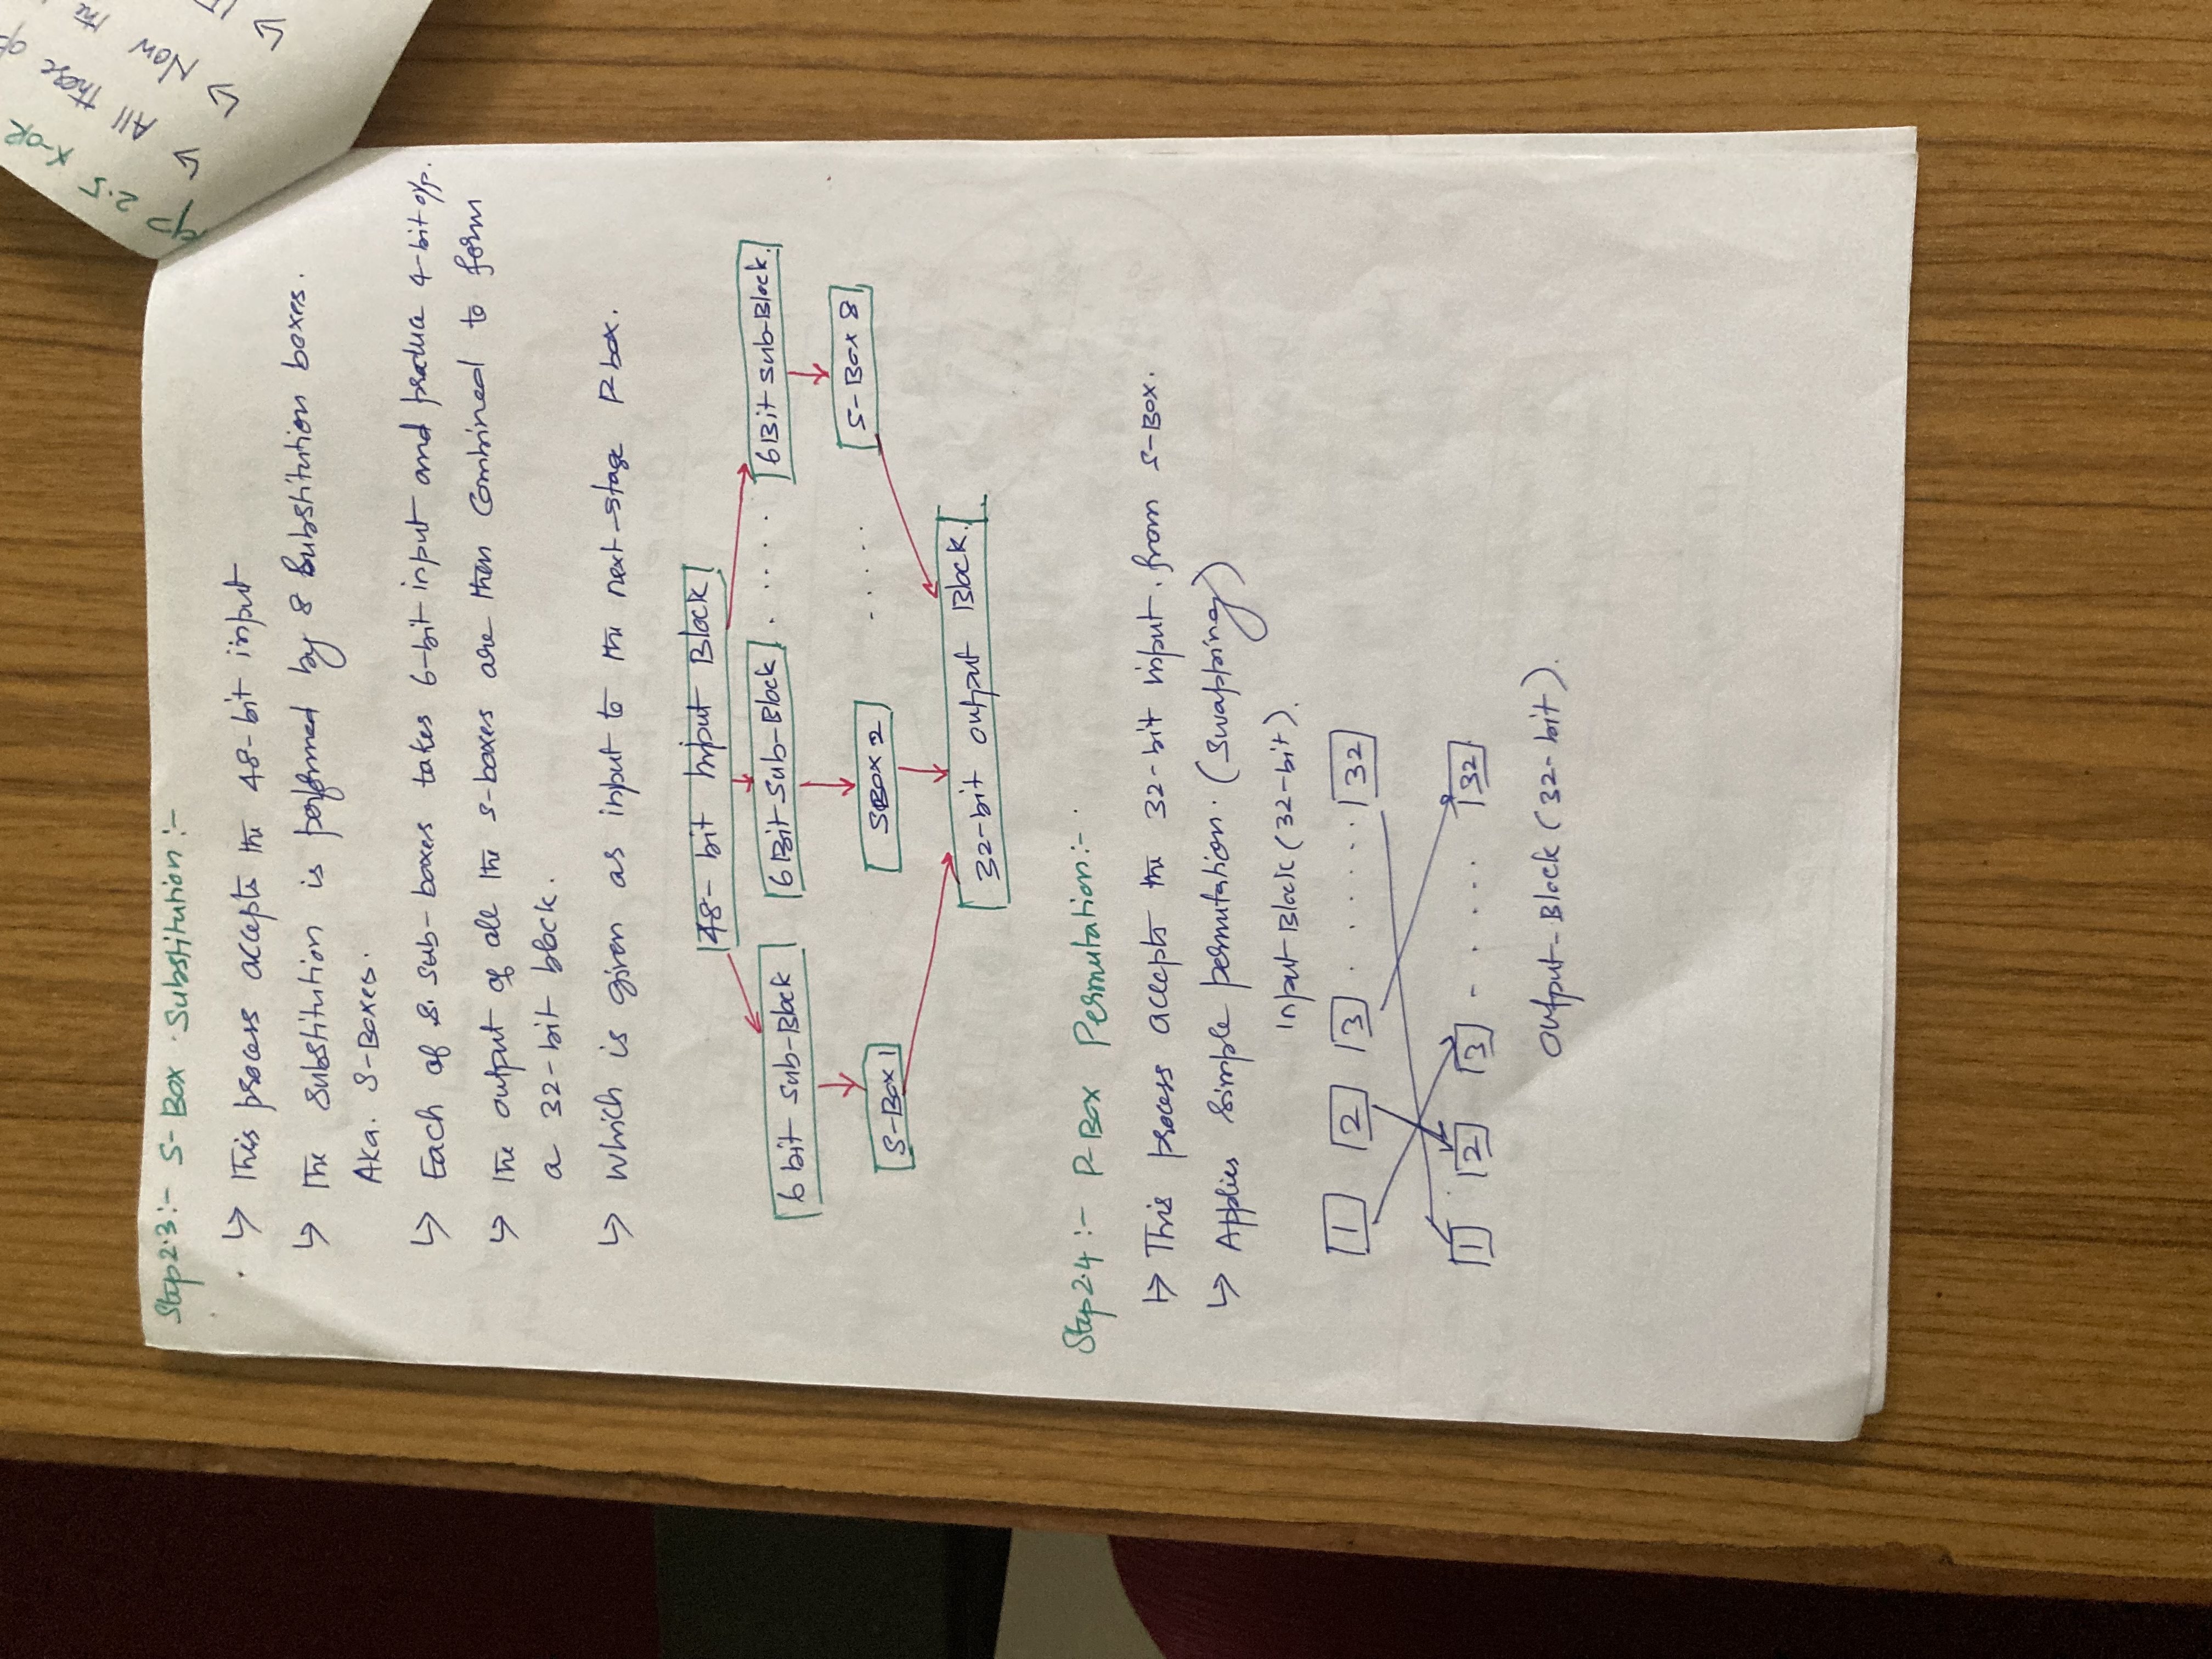 Step 2.3:- S-Box Substitution:-
↳ This process accepts the 48-bit input
↳ The Substitution is performed by 8 Substitution boxes.
Aka. S-Boxes.
↳ Each of 8. Sub-boxes takes 6-bit input and produce 4-bit o/p.
↳ The output of all the S-boxes are then Combined to form
a 32-bit block.
↳ which is given as input to the next-stage P-box.
48-bit Input Block
6 bit Sub-Block 6 Bit Sub-Block . . . . . 6 Bit Sub-Block.
S-Box 1 SBOX 2 . . . . . S-Box 8
32-bit output Block.
Step 2.4:- P-Box Permutation:-
↳ This process accepts the 32-bit input. from S-Box.
↳ Applies Simple permutation. (Swapping)
Input-Block (32-bit).
1 2 3 . . . . . . . 32
1 2 3 - . . . . . 32
Output-Block (32-bit).
2.5 X-OR
↳ All these
↳ Now the
↳